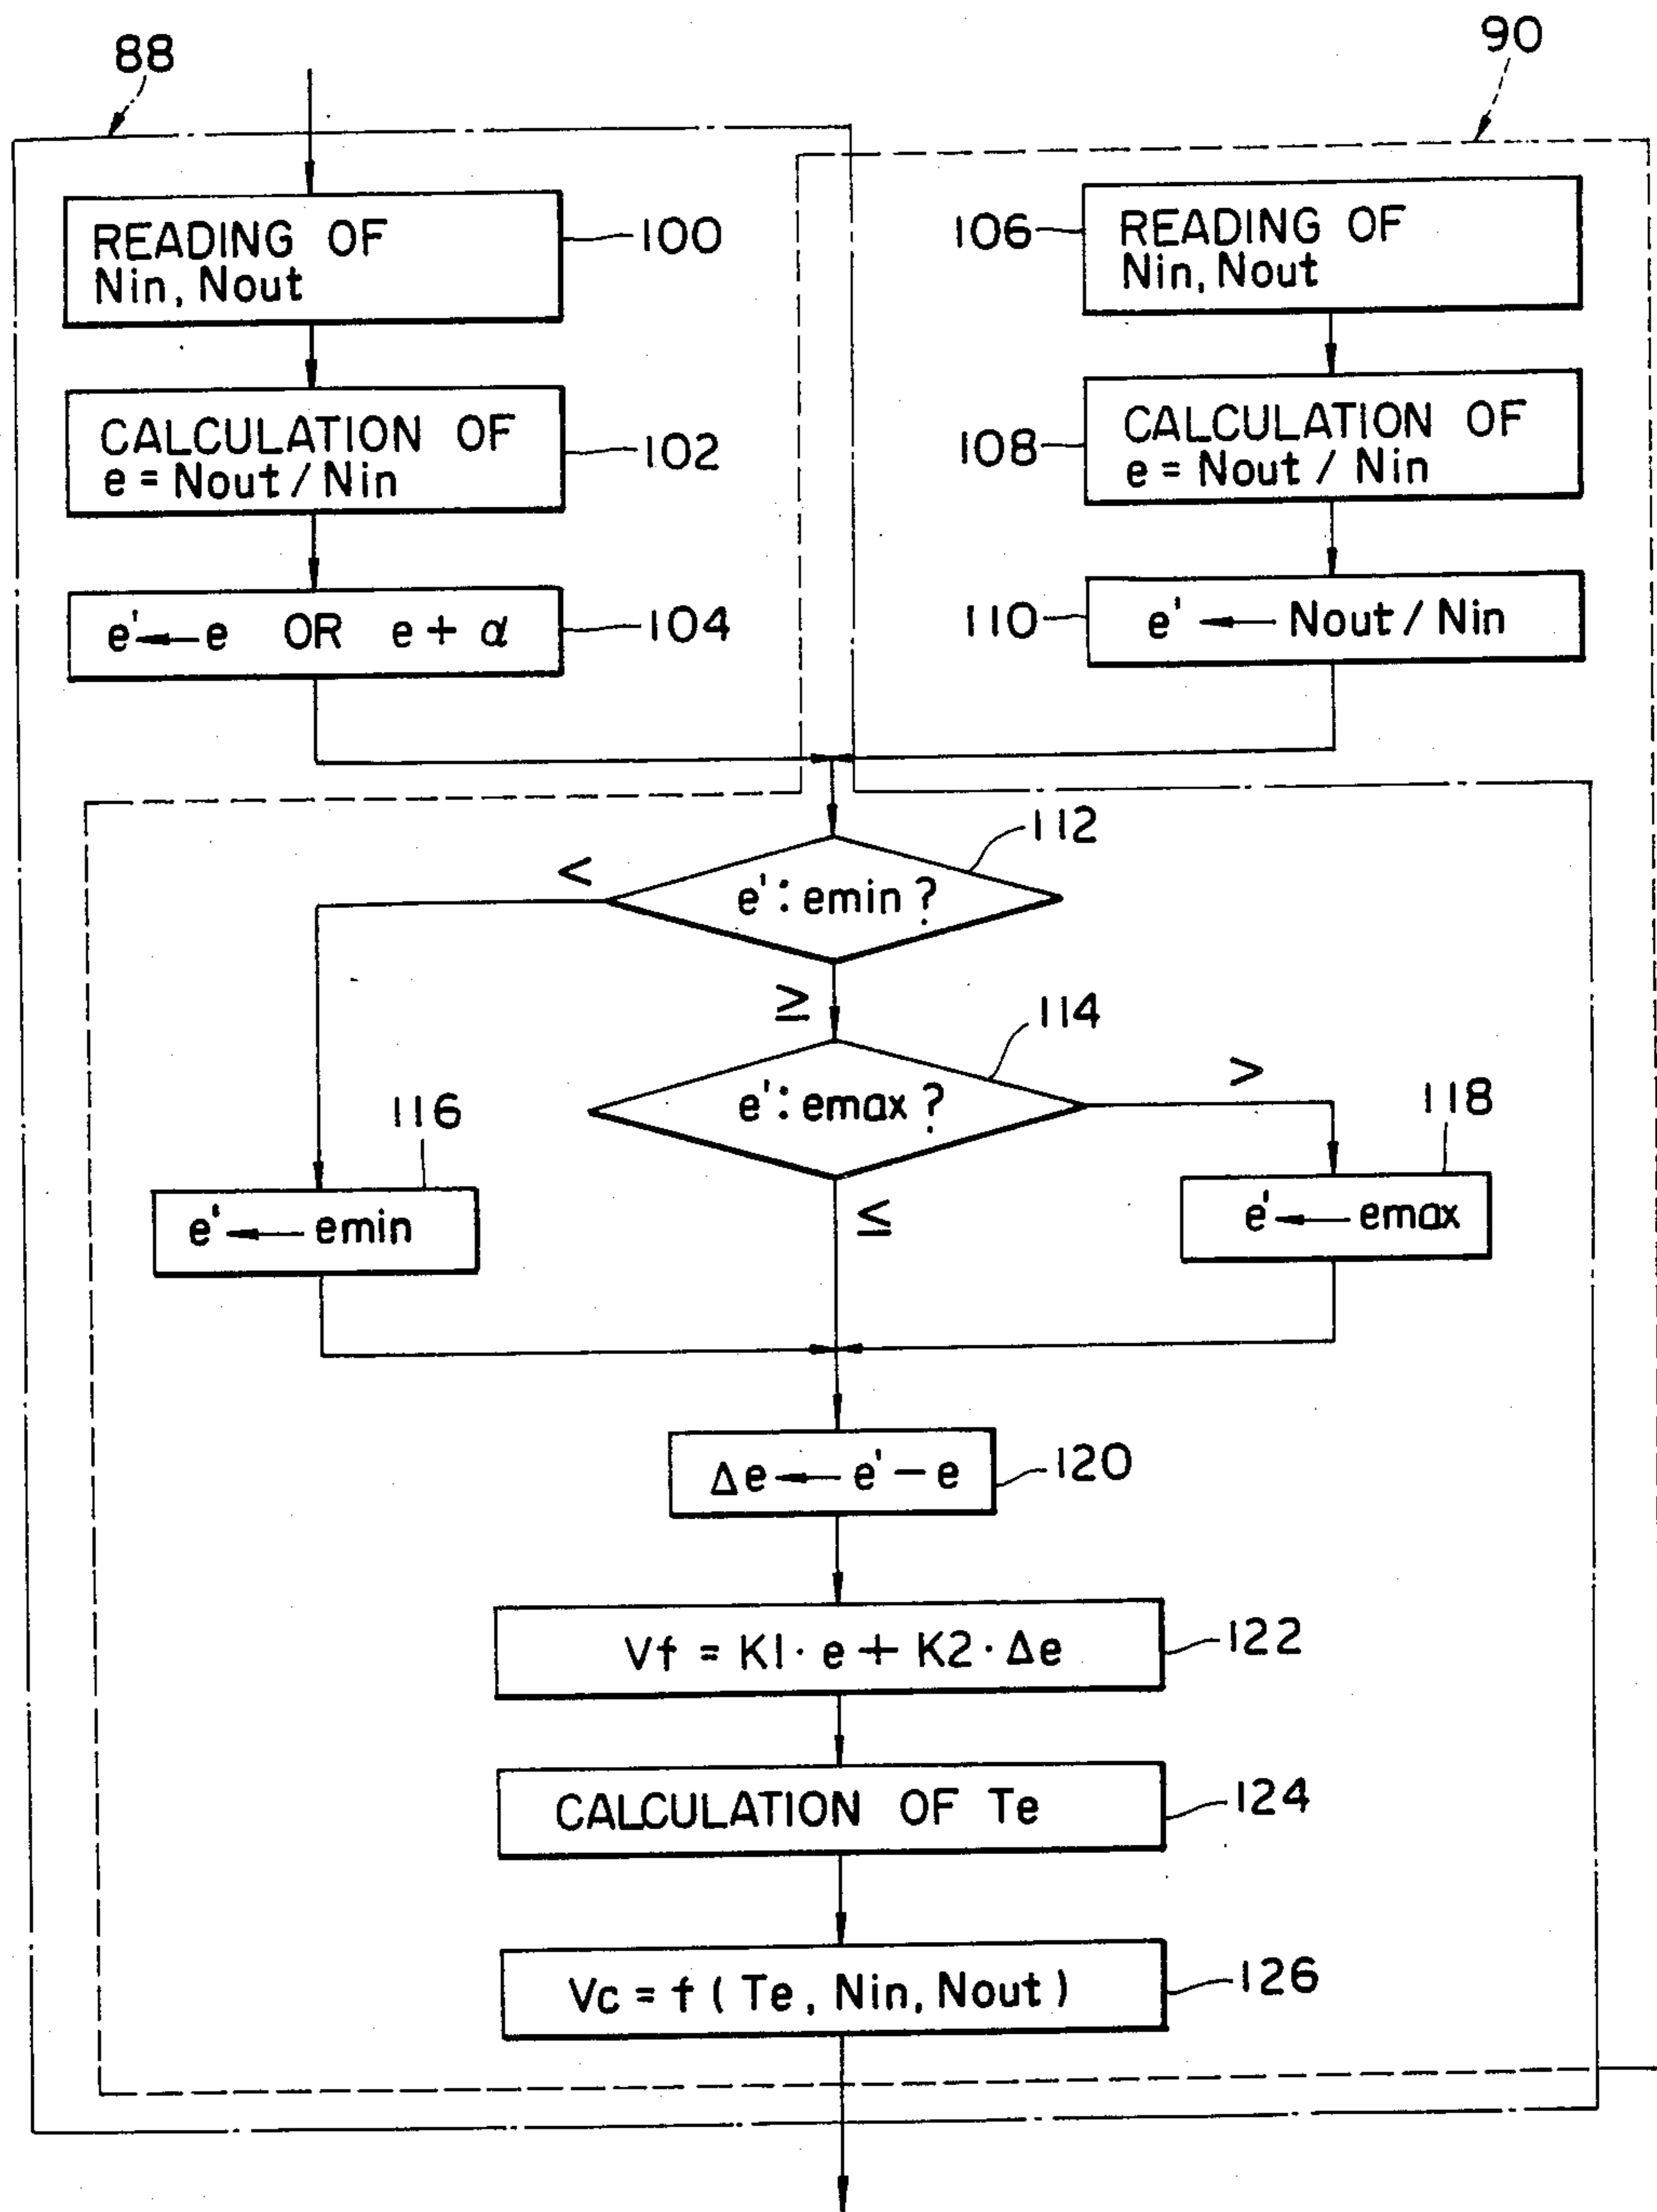 88
90
READING OF
Nin, Nout
100
CALCULATION OF
e = Nout / Nin
102
e' ← e OR e + α
104
106
READING OF
Nin, Nout
108
CALCULATION OF
e = Nout / Nin
110
e' ← Nout / Nin
112
<
e' : emin ?
≥
114
>
e' : emax ?
≤
116
e' ← emin
118
e' ← emax
Δe ← e' − e
120
Vf = K1 · e + K2 · Δe
122
CALCULATION OF Te
124
Vc = f ( Te, Nin, Nout )
126